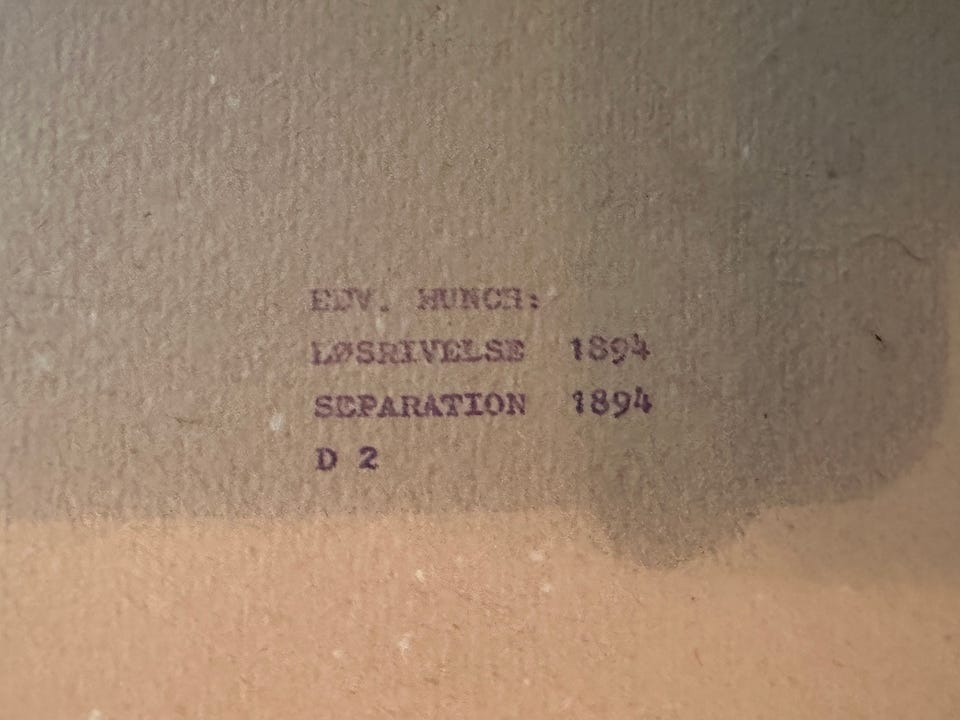 EDV. MUNCH:
LØSRIVELSE 1894
SEPARATION 1894
D 2